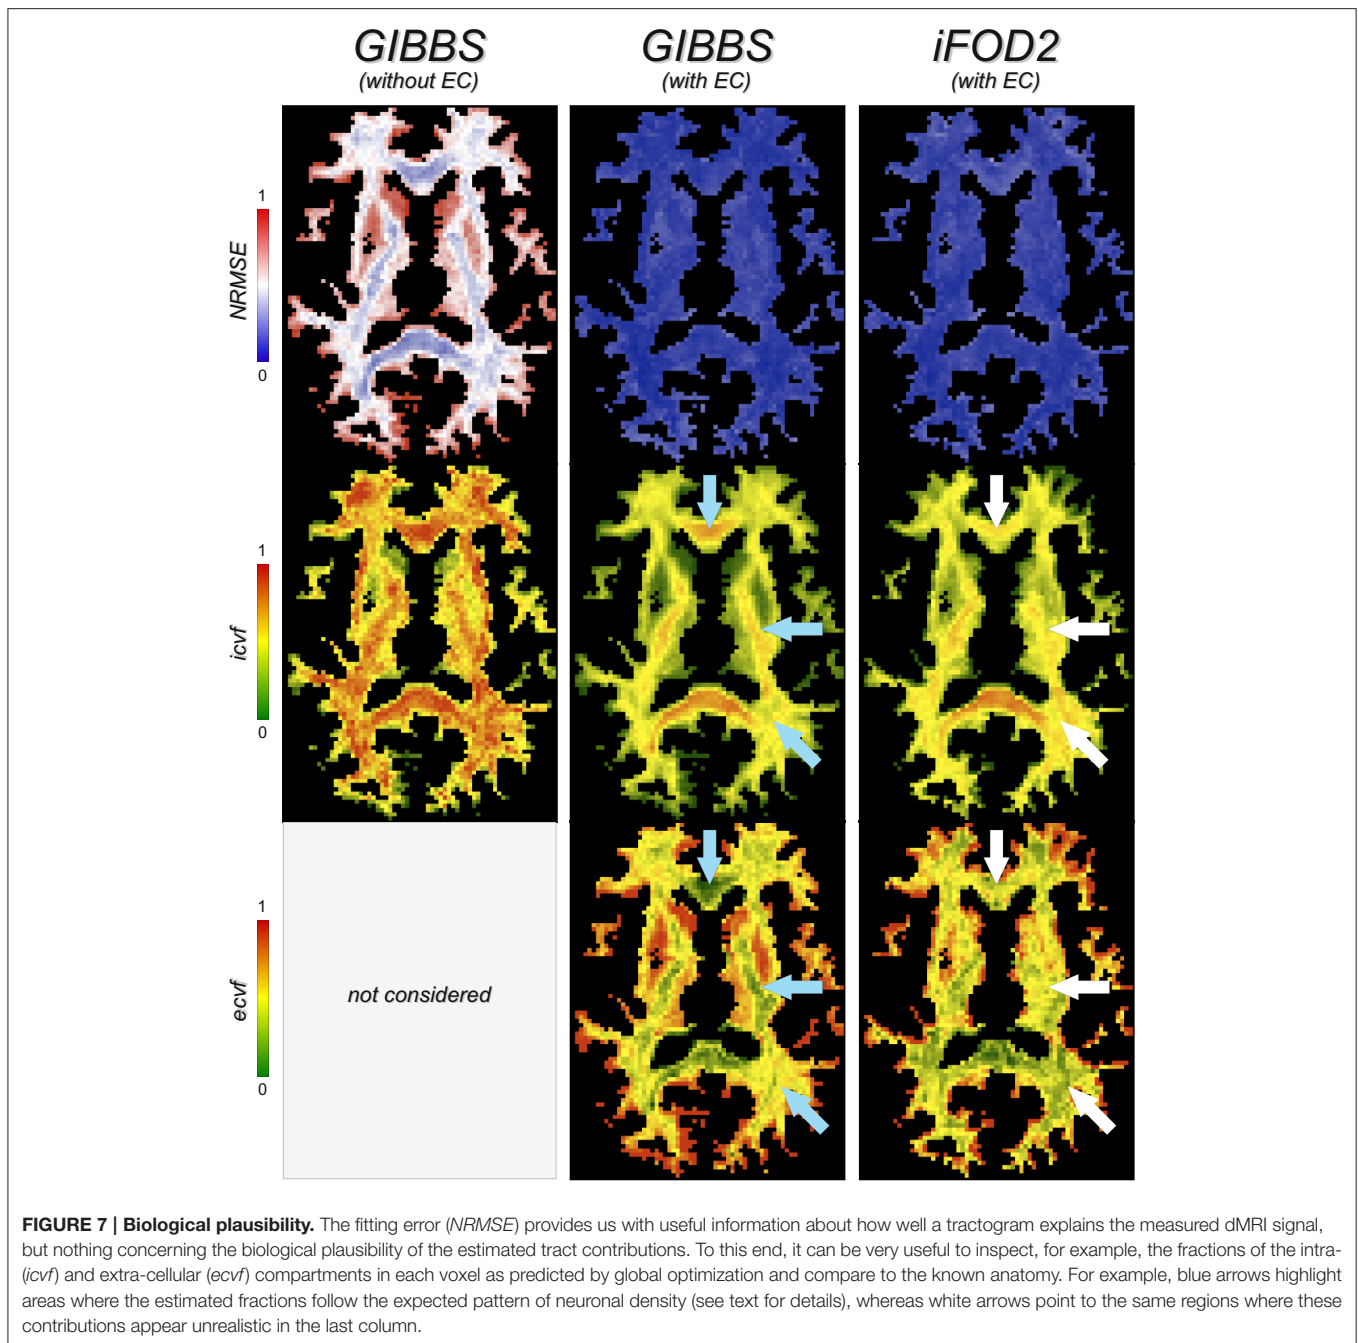 GIBBS
(without EC)
GIBBS
(with EC)
iFOD2
(with EC)
1
NRMSE
0
1
icvf
0
1
ecvf
0
not considered
FIGURE 7 | Biological plausibility. The fitting error (NRMSE) provides us with useful information about how well a tractogram explains the measured dMRI signal,
but nothing concerning the biological plausibility of the estimated tract contributions. To this end, it can be very useful to inspect, for example, the fractions of the intra-
(icvf) and extra-cellular (ecvf) compartments in each voxel as predicted by global optimization and compare to the known anatomy. For example, blue arrows highlight
areas where the estimated fractions follow the expected pattern of neuronal density (see text for details), whereas white arrows point to the same regions where these
contributions appear unrealistic in the last column.